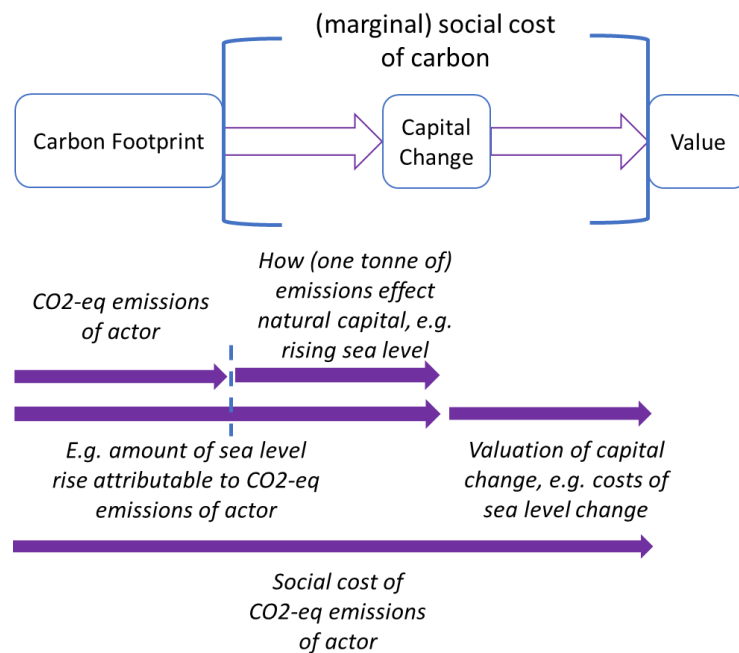 (marginal) social cost
of carbon
Carbon Footprint
Capital
Change
Value
CO2-eq emissions
of actor
How (one tonne of)
emissions effect
natural capital, e.g.
rising sea level
E.g. amount of sea level
rise attributable to CO2-eq
emissions of actor
Valuation of capital
change, e.g. costs of
sea level change
Social cost of
CO2-eq emissions
of actor